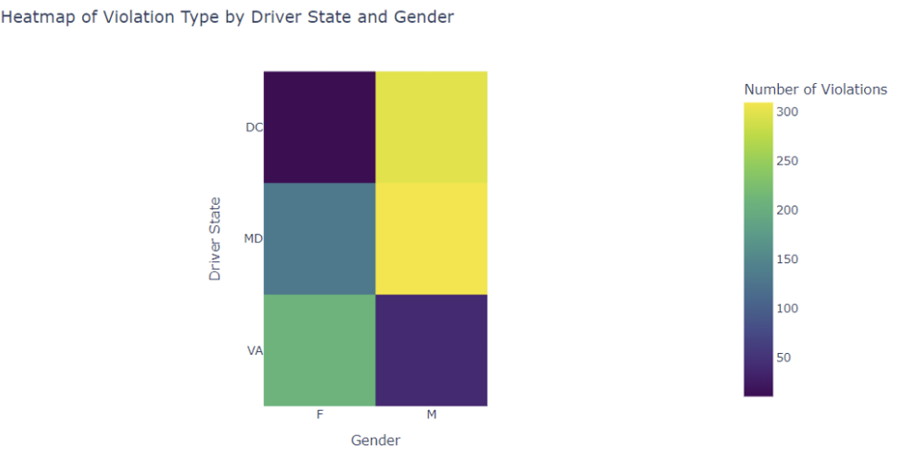 Heatmap of Violation Type by Driver State and Gender
Number of Violations
300
250
200
150
100
50
Driver State
DC
MD
VA
F
M
Gender